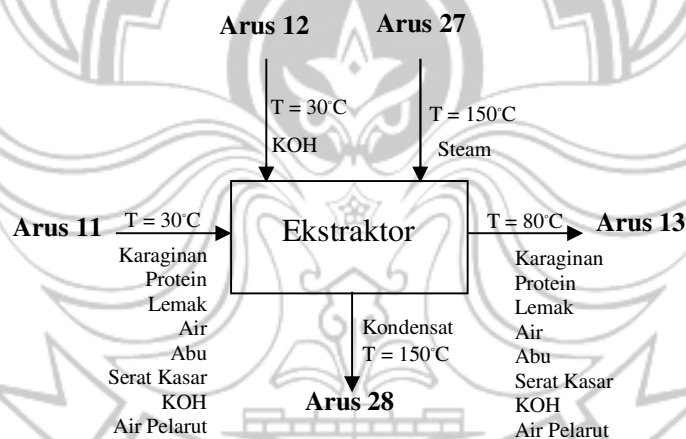 Arus 12
Arus 27
T = 30°C
KOH
T = 150°C
Steam
Arus 11
T = 30°C
Ekstraktor
T = 80°C
Arus 13
Karaginan
Protein
Lemak
Air
Abu
Serat Kasar
KOH
Air Pelarut
Kondensat
T = 150°C
Arus 28
Karaginan
Protein
Lemak
Air
Abu
Serat Kasar
KOH
Air Pelarut